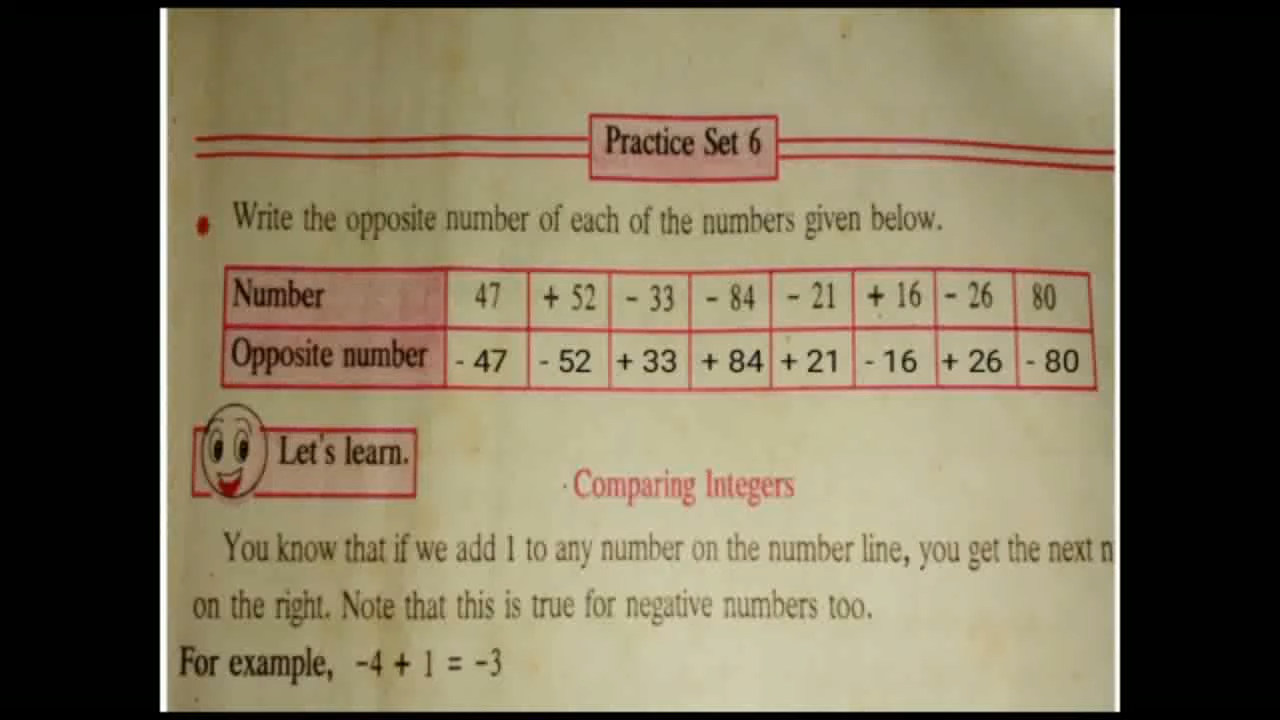 Practice Set 6
Write the opposite number of each of the numbers given below.
Number 47 + 52 - 33 - 84 - 21 + 16 - 26 80
Opposite number - 47 - 52 + 33 + 84 + 21 - 16 + 26 - 80
Let's learn.
Comparing Integers
You know that if we add 1 to any number on the number line, you get the next
on the right. Note that this is true for negative numbers too.
For example, -4 + 1 = -3